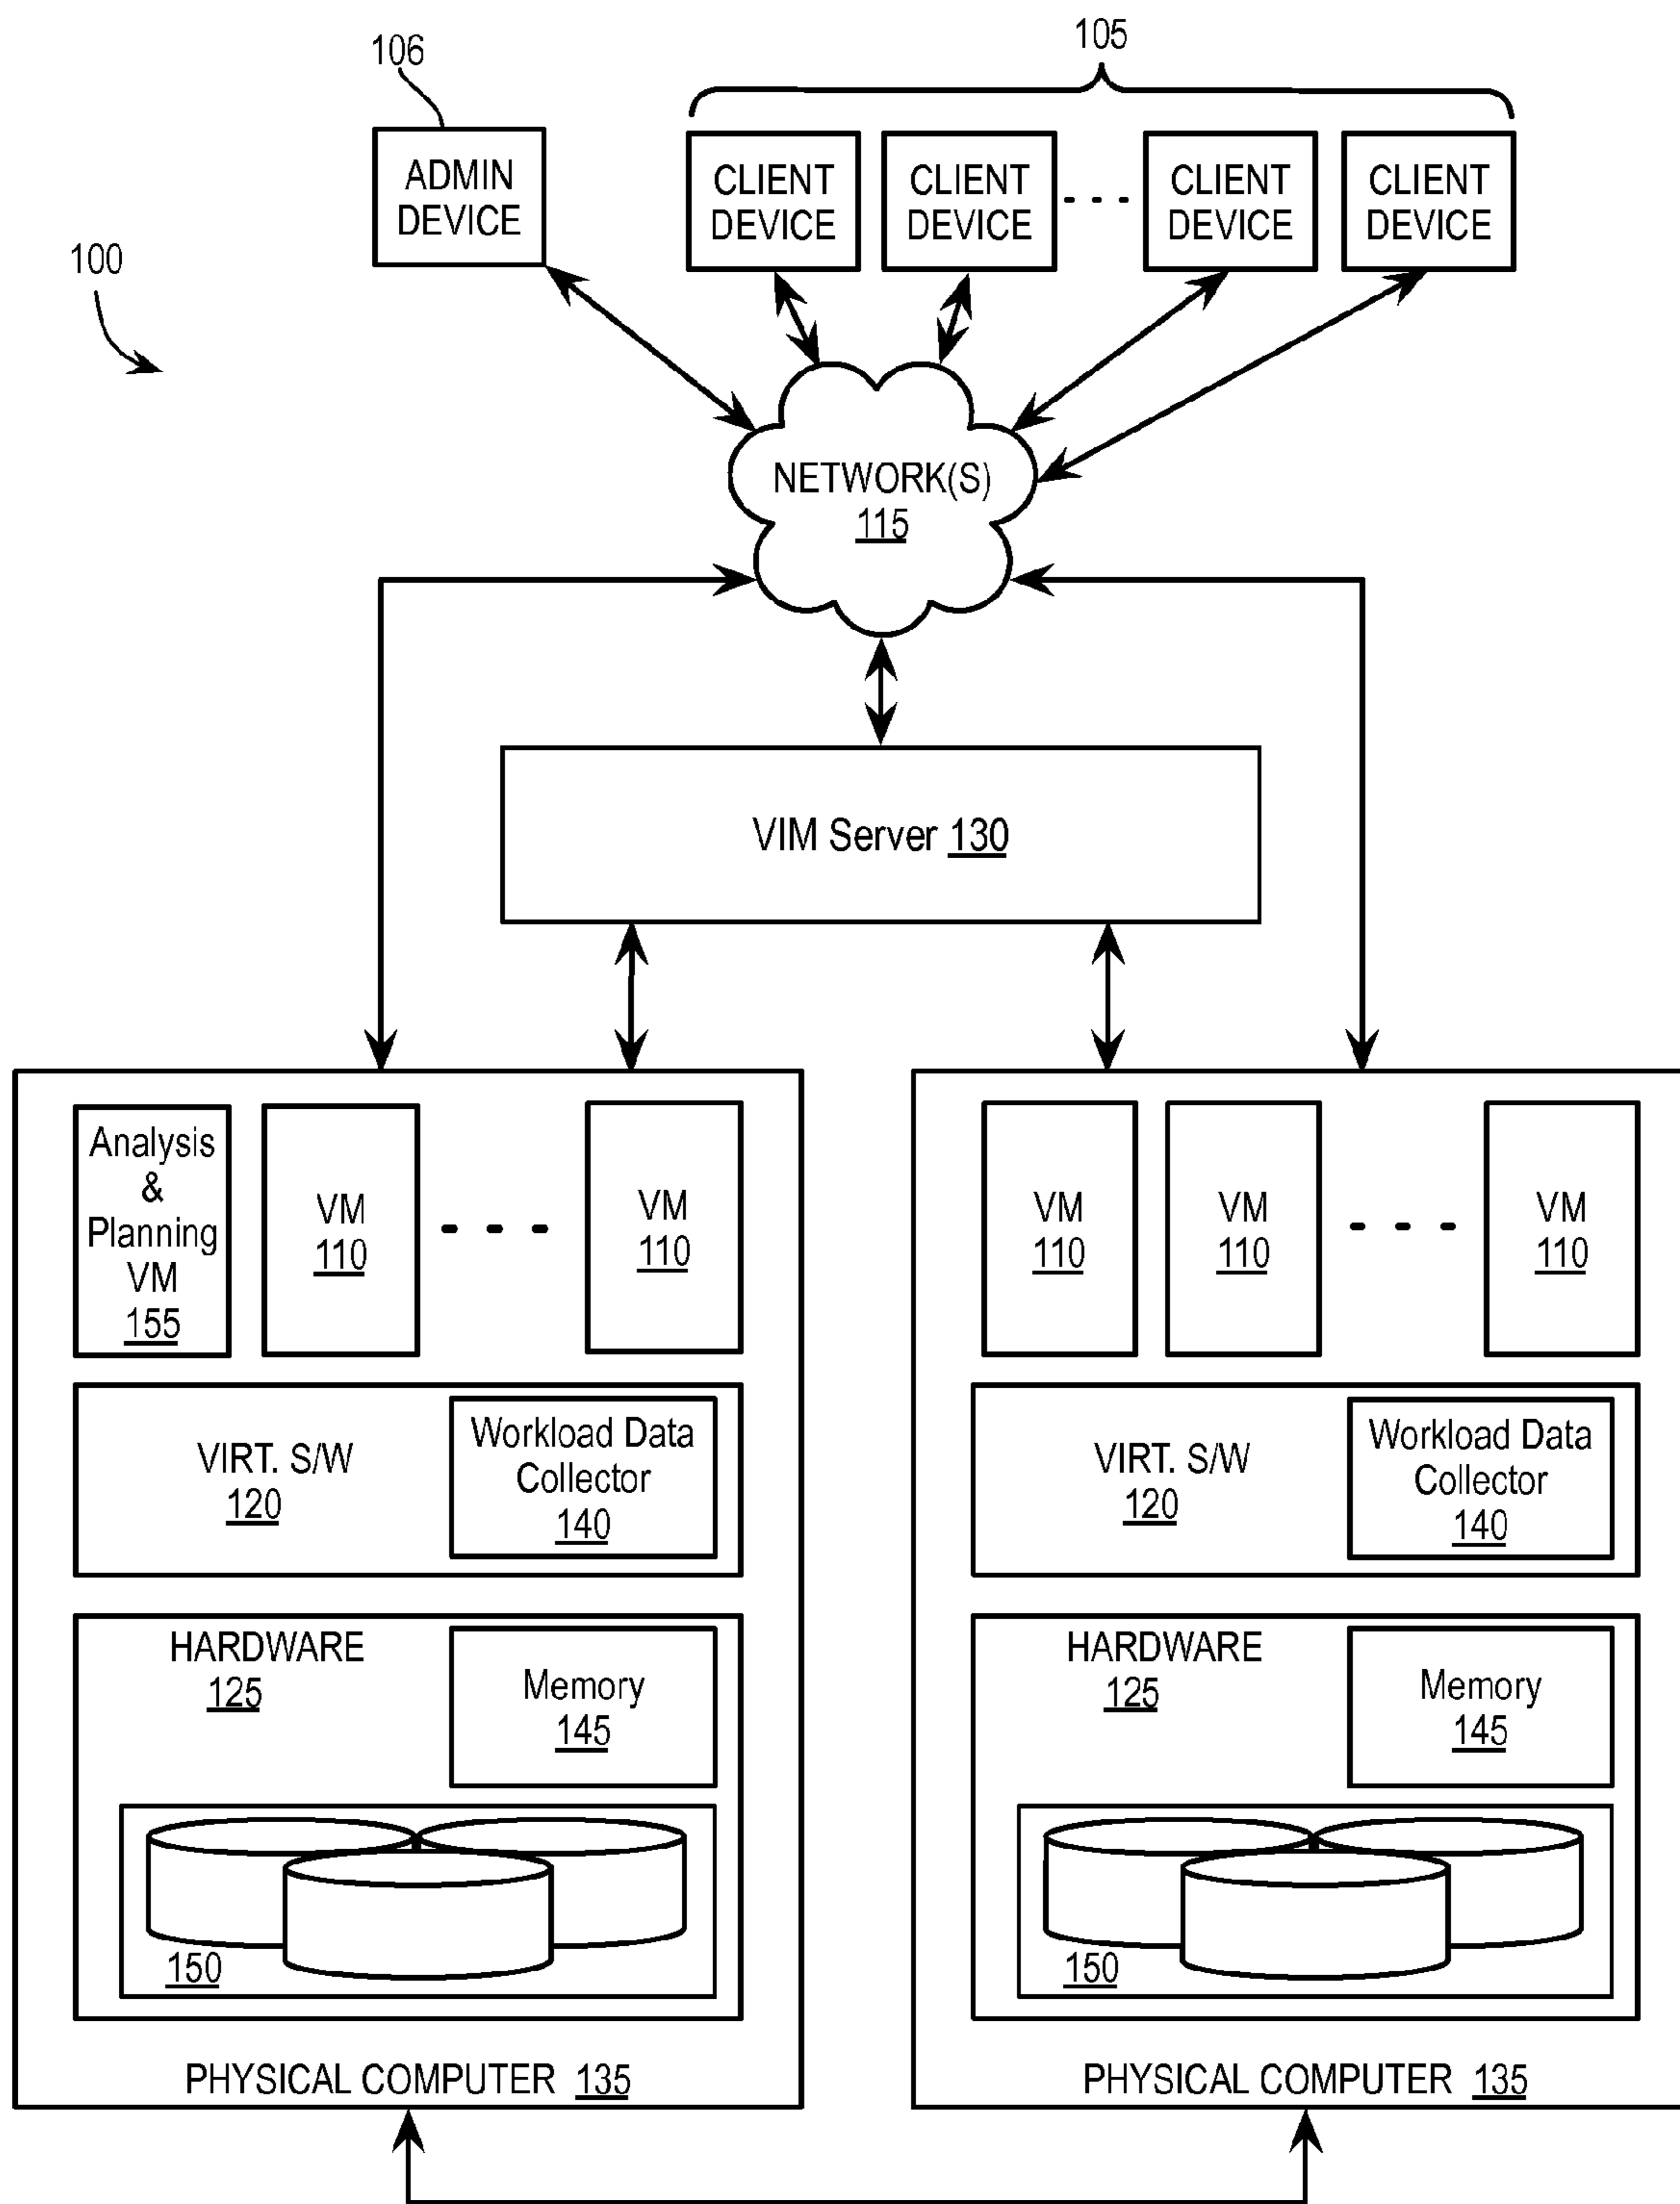 106
105
ADMIN
DEVICE
CLIENT
DEVICE
CLIENT
DEVICE
CLIENT
DEVICE
CLIENT
DEVICE
100
NETWORK(S)
115
VIM Server 130
Analysis
&
Planning
VM
155
VM
110
VM
110
VIRT. S/W
120
Workload Data
Collector
140
HARDWARE
125
Memory
145
150
PHYSICAL COMPUTER 135
VM
110
VM
110
VM
110
VIRT. S/W
120
Workload Data
Collector
140
HARDWARE
125
Memory
145
150
PHYSICAL COMPUTER 135